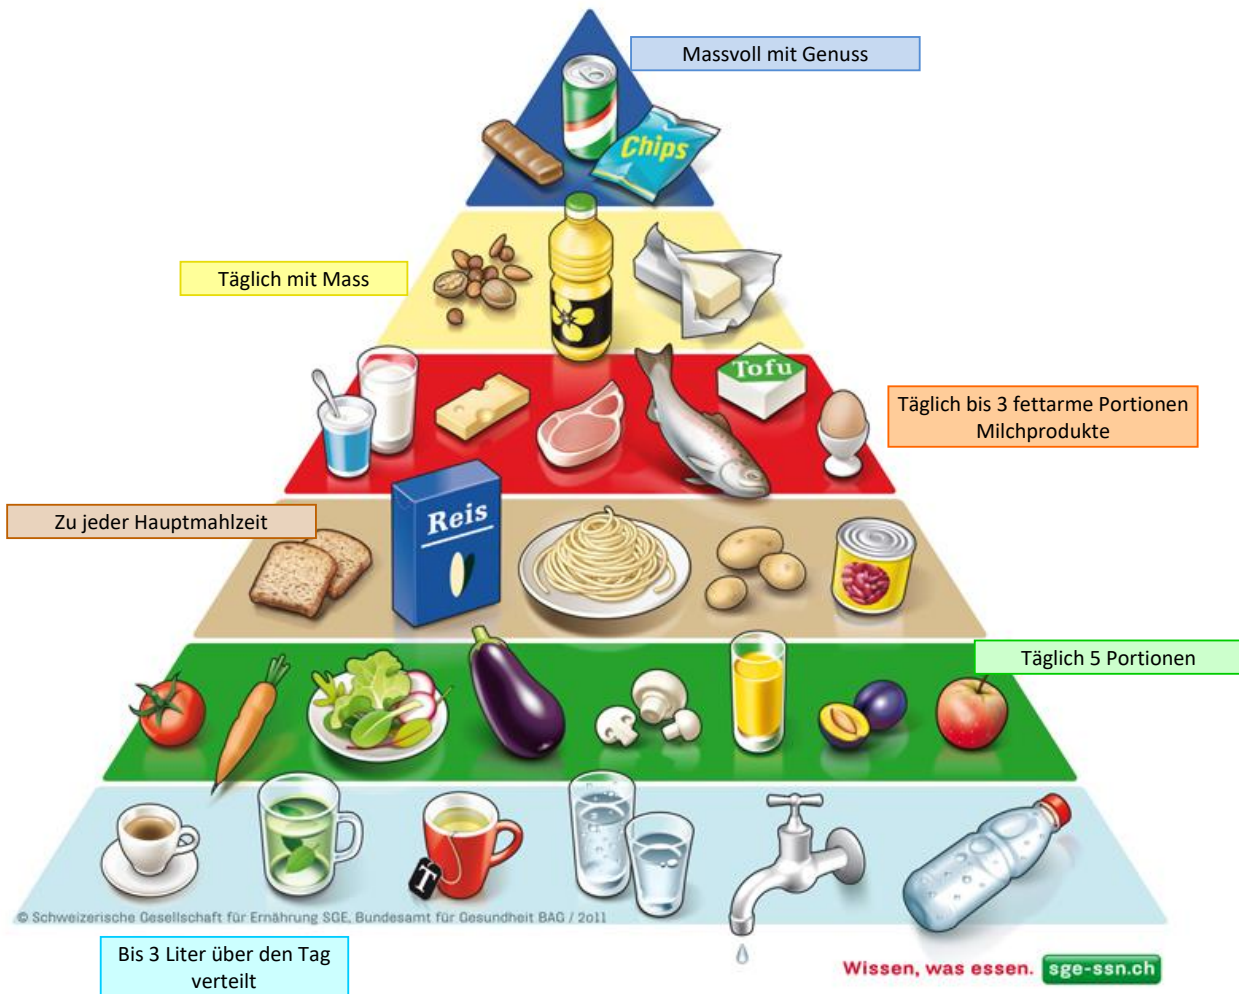 Massvoll mit Genuss
Chips
Täglich mit Mass
Tofu
Täglich bis 3 fettarme Portionen
Milchprodukte
Zu jeder Hauptmahlzeit
Reis
Täglich 5 Portionen
T
© Schweizerische Gesellschaft für Ernährung SGE, Bundesamt für Gesundheit BAG / 2011
Bis 3 Liter über den Tag
verteilt
Wissen, was essen. sge-ssn.ch